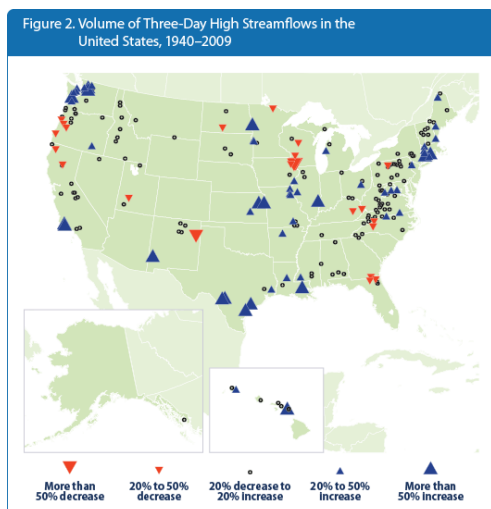 Figure 2. Volume of Three-Day High Streamflows in the
United States, 1940–2009
More than
50% decrease
20% to 50%
decrease
20% decrease to
20% increase
20% to 50%
increase
More than
50% increase